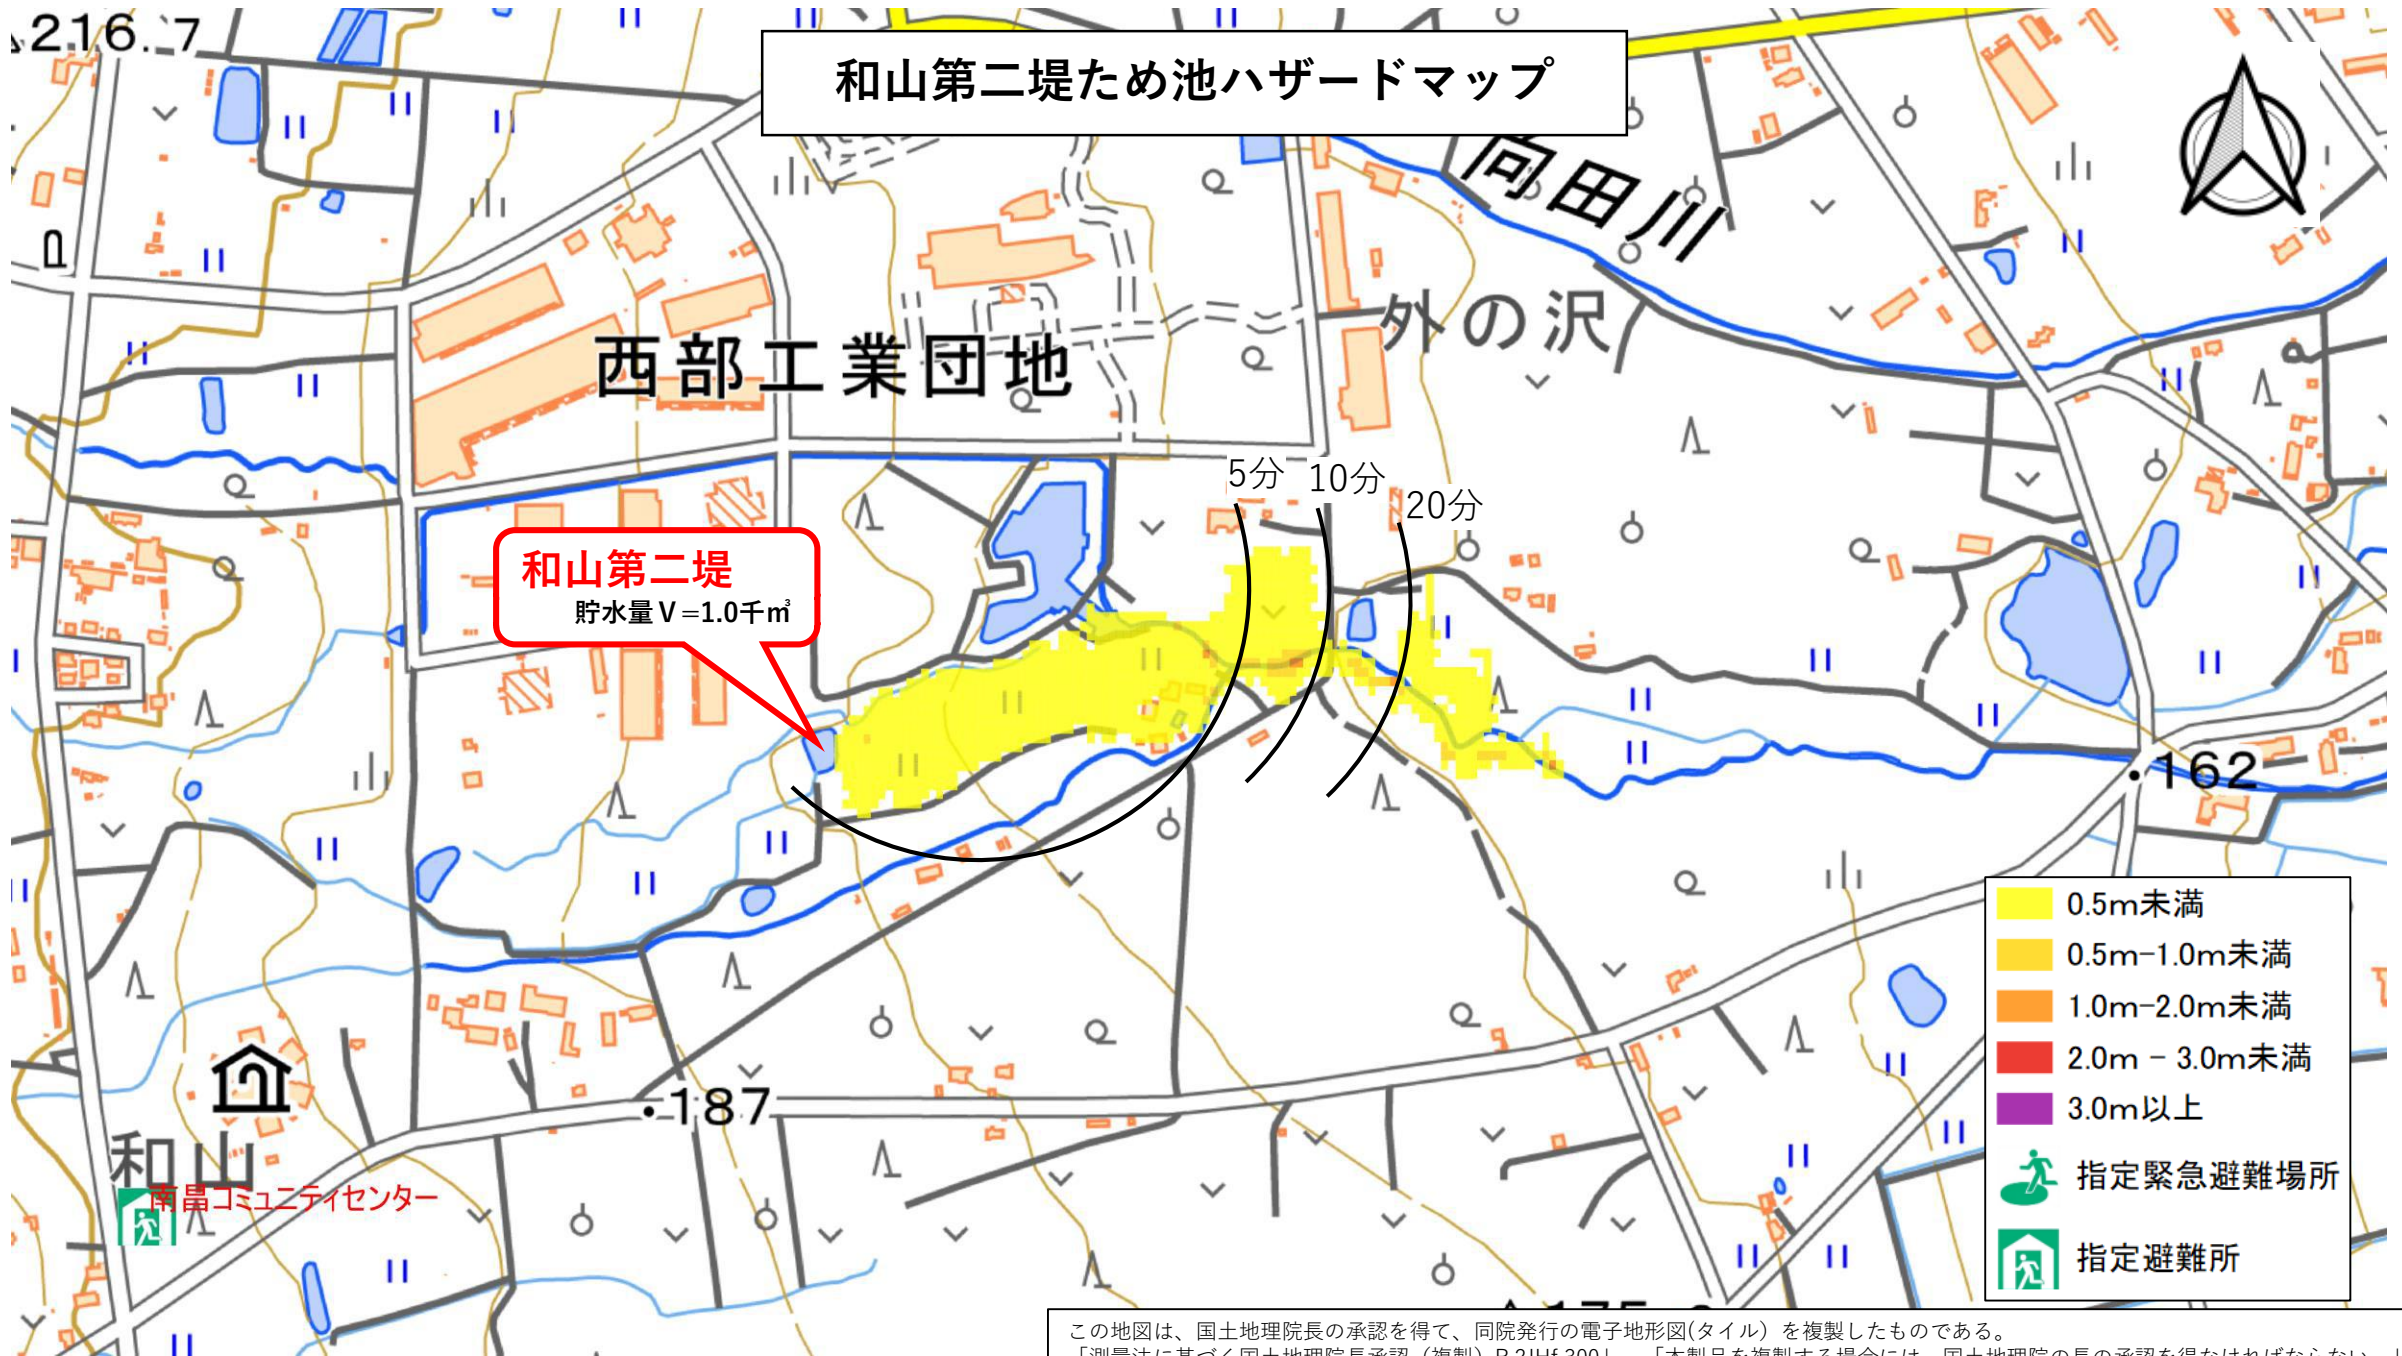 216.7
和山第二堤ため池ハザードマップ
向田川
外の沢
西部工業団地
5分
10分
20分
和山第二堤
貯水量V=1.0千㎥
・162
・187
和山
南昌コミュニティセンター
0.5m未満
0.5m-1.0m未満
1.0m-2.0m未満
2.0m - 3.0m未満
3.0m以上
指定緊急避難場所
指定避難所
この地図は、国土地理院長の承認を得て、同院発行の電子地形図(タイル）を複製したものである。